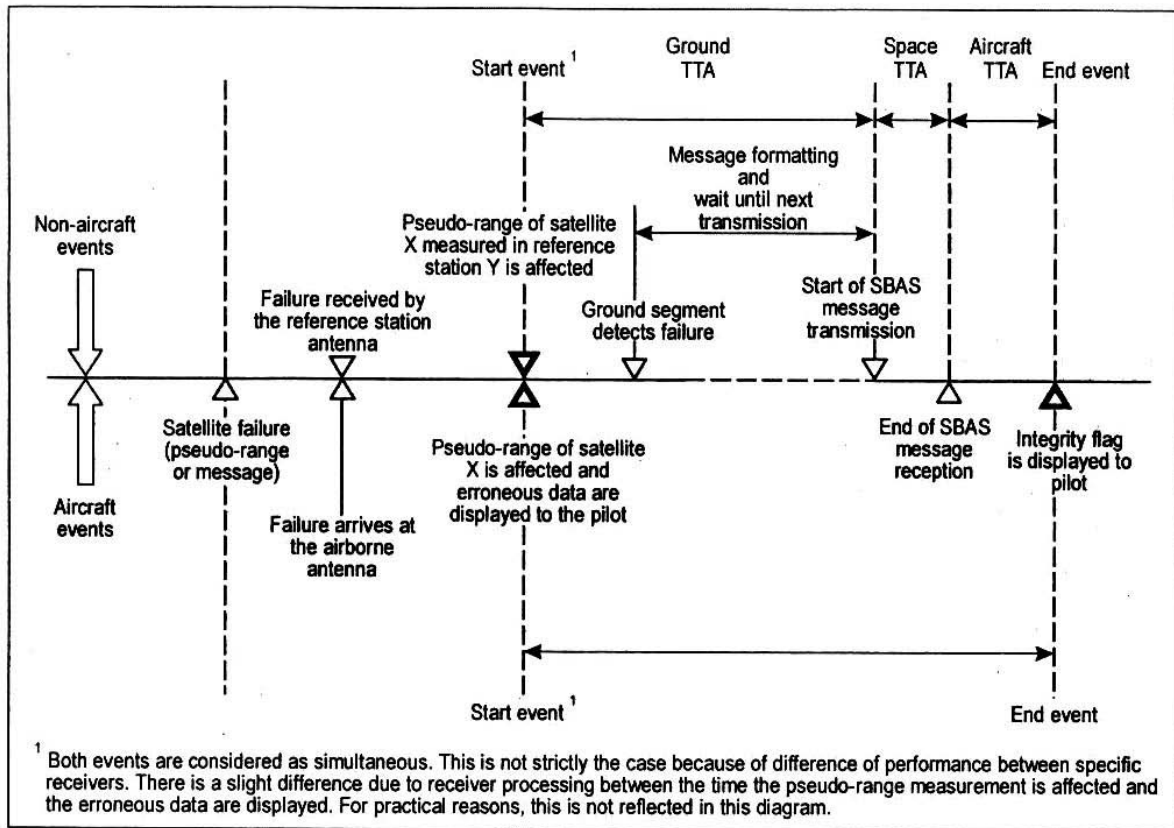 Ground
TTA
Space
TTA
Aircraft
TTA
Start event 1
End event
Message formatting
and
wait until next
transmission
Non-aircraft
events
Pseudo-range of satellite
X measured in reference
station Y is affected
Failure received by
the reference station
antenna
Ground segment
detects failure
Start of SBAS
message
transmission
Satellite failure
(pseudo-range
or message)
Aircraft
events
Failure arrives at
the airborne
antenna
Pseudo-range of satellite
X is affected and
erroneous data are
displayed to the pilot
End of SBAS
message
reception
Integrity flag
is displayed to
pilot
Start event 1
End event
1 Both events are considered as simultaneous. This is not strictly the case because of difference of performance between specific
receivers. There is a slight difference due to receiver processing between the time the pseudo-range measurement is affected and
the erroneous data are displayed. For practical reasons, this is not reflected in this diagram.